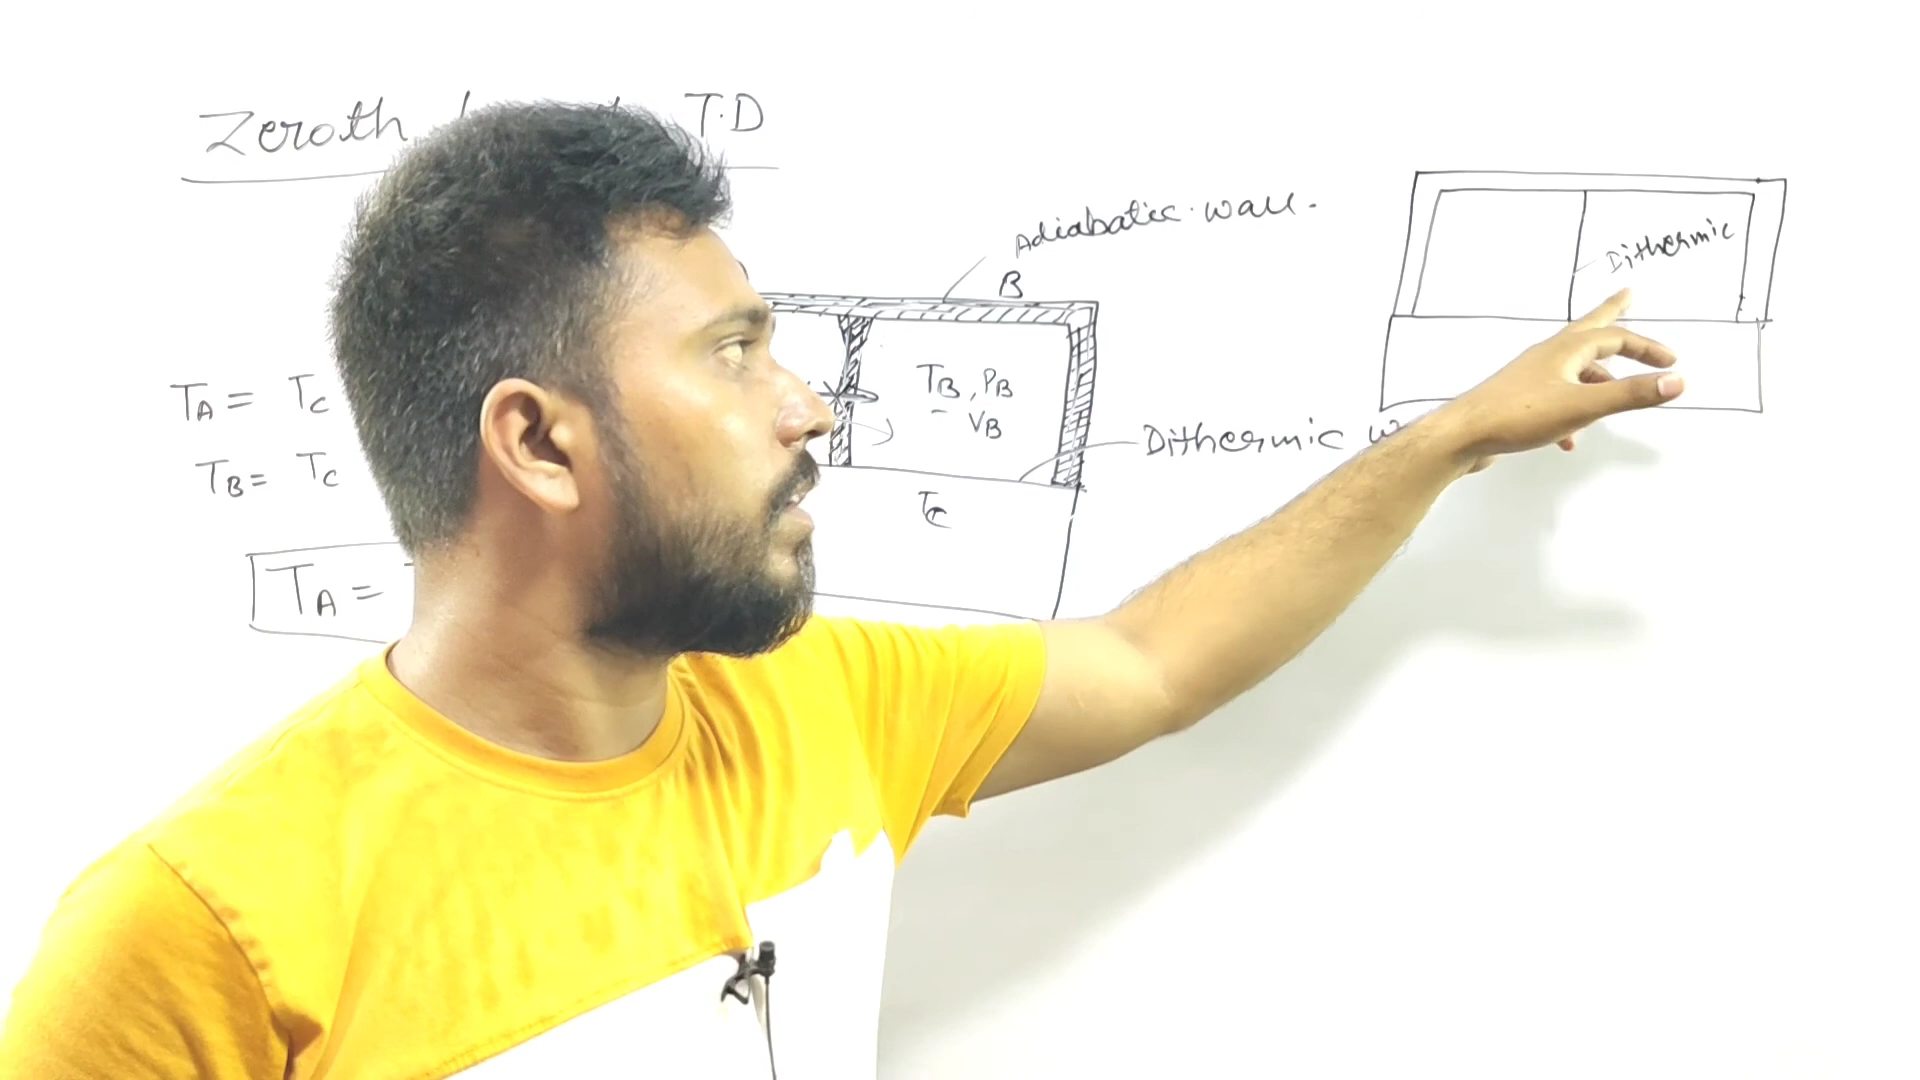 Zeroth T.D
Adiabatic wall.
B
Dithermic
TA = TC
TB, PB
VB
Dithermic
TB = TC
TC
TA =